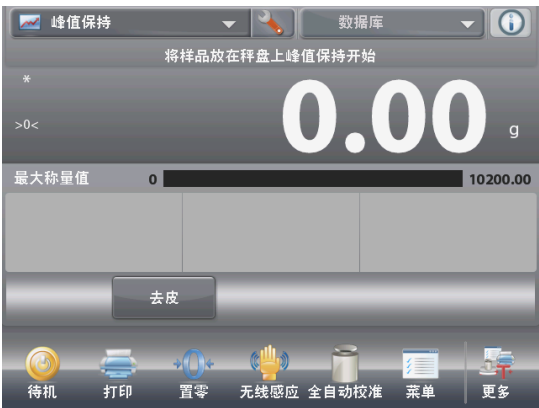 峰值保持 数据库
将样品放在秤盘上峰值保持开始
*
>0<
0.00 g
最大称量值 0 10200.00
去皮
待机 打印 置零 无线感应 全自动校准 菜单 更多